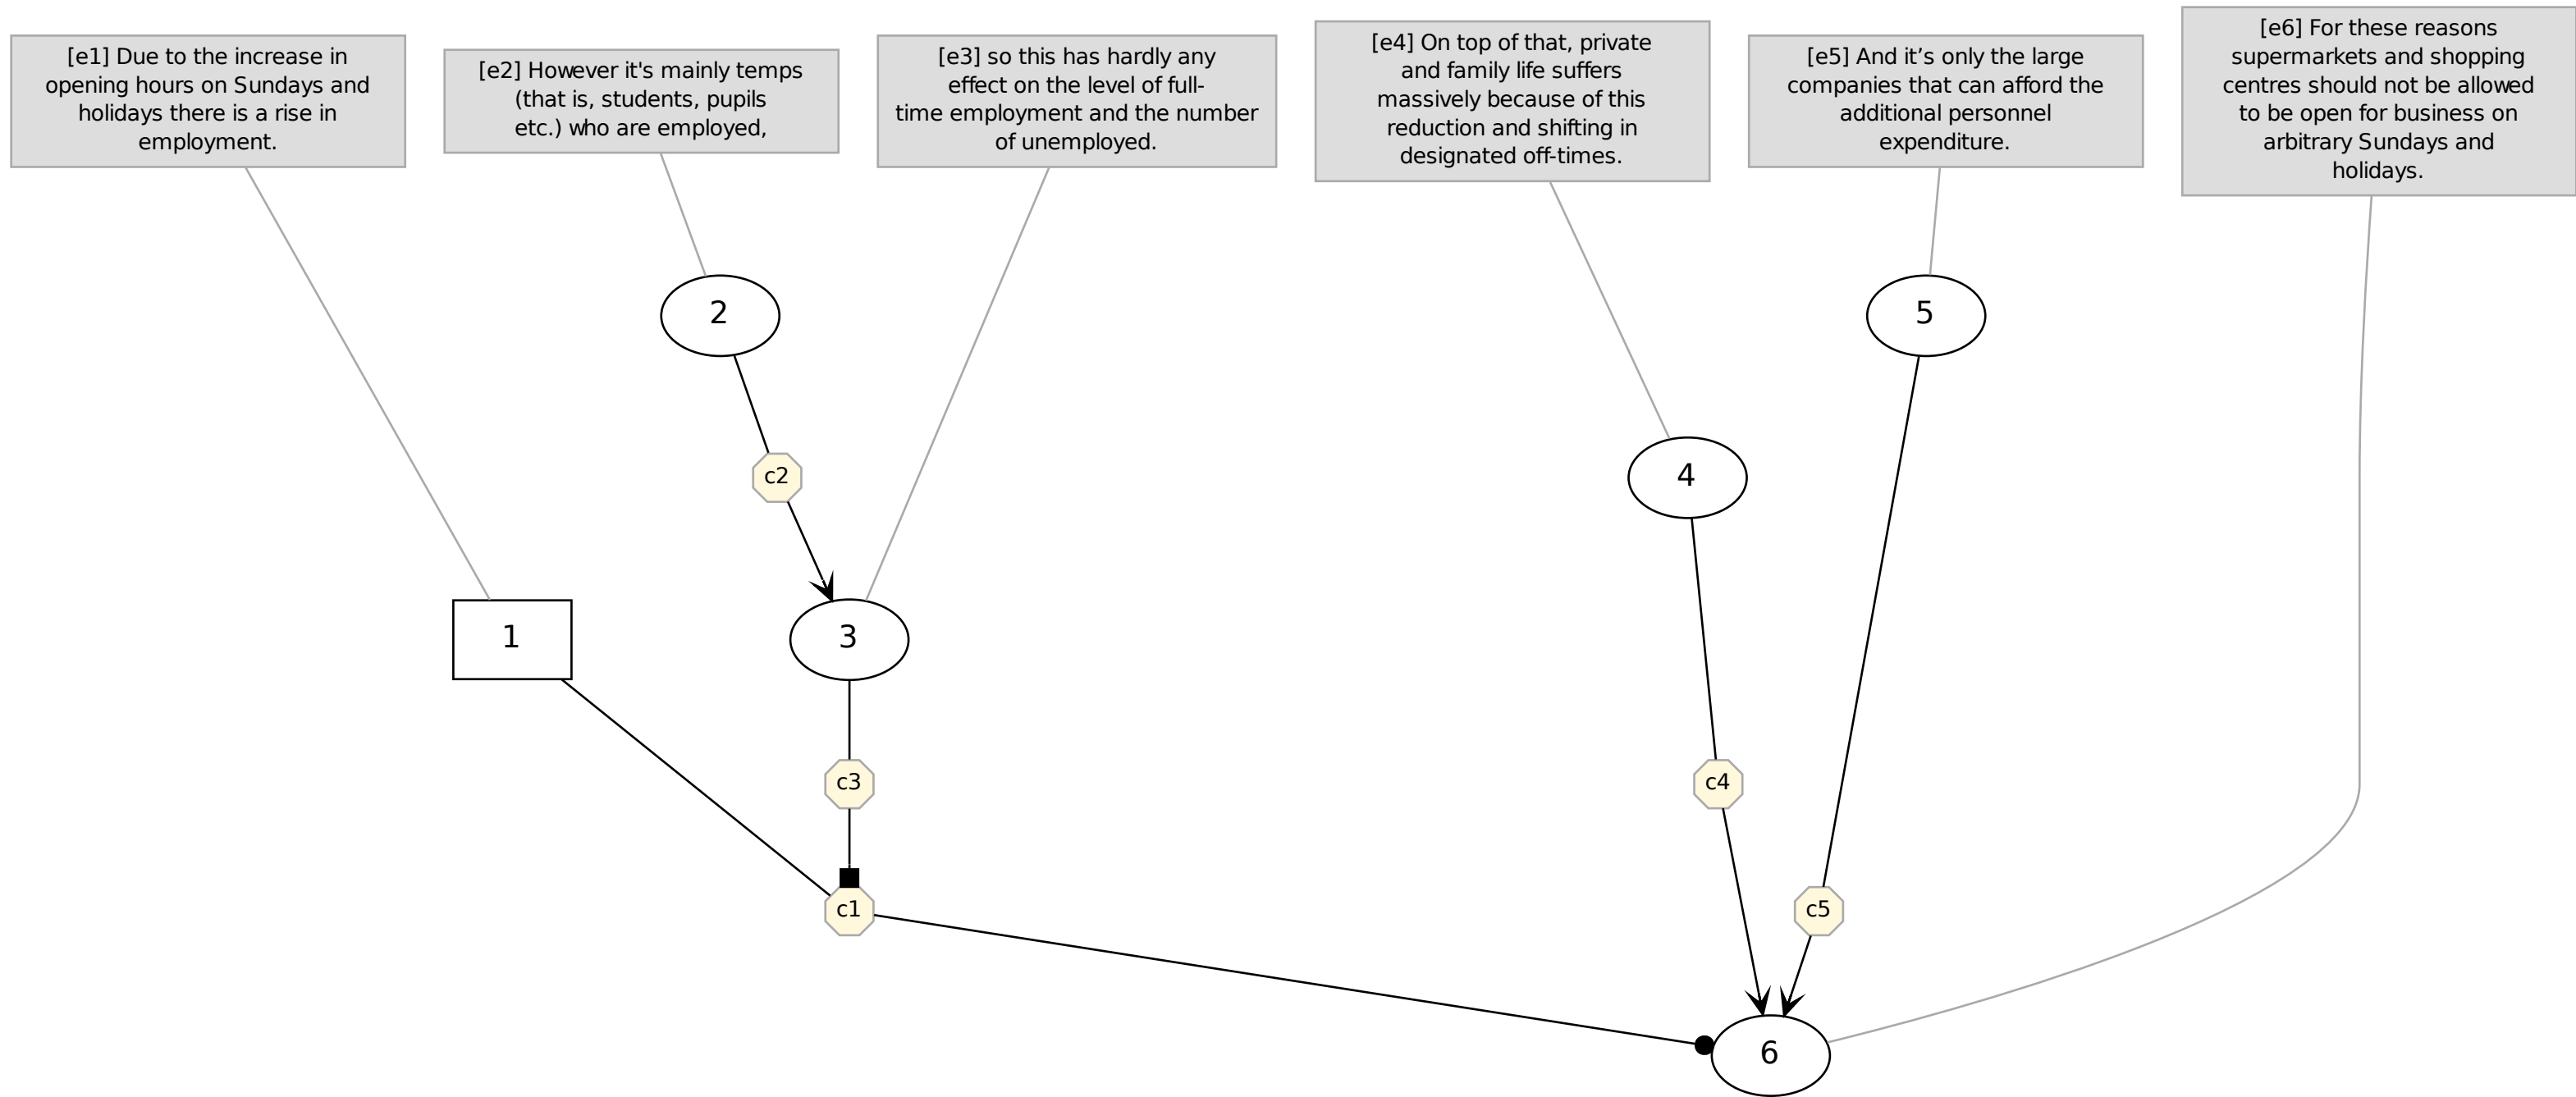 [e1] Due to the increase in
opening hours on Sundays and
holidays there is a rise in
employment.
[e2] However it's mainly temps
(that is, students, pupils
etc.) who are employed,
[e3] so this has hardly any
effect on the level of full-
time employment and the number
of unemployed.
[e4] On top of that, private
and family life suffers
massively because of this
reduction and shifting in
designated off-times.
[e5] And it’s only the large
companies that can afford the
additional personnel
expenditure.
[e6] For these reasons
supermarkets and shopping
centres should not be allowed
to be open for business on
arbitrary Sundays and
holidays.
2
5
c2
4
1
3
c3
c4
c1
c5
6